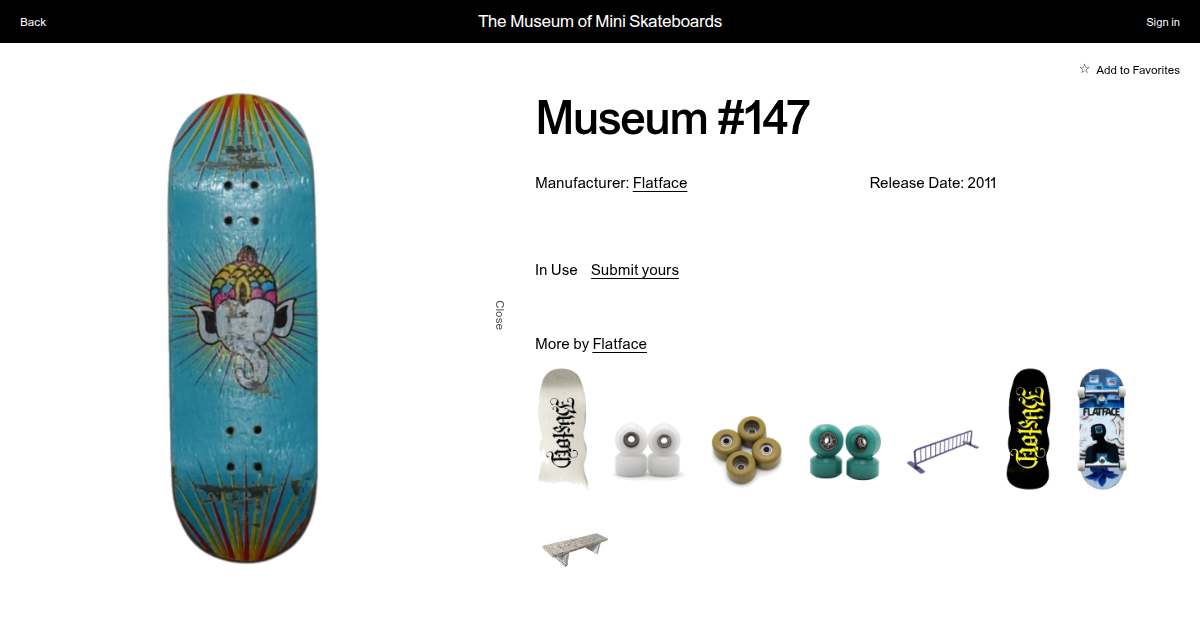 Back
The Museum of Mini Skateboards
Sign in
☆ Add to Favorites
Museum #147
Manufacturer: Flatface
Release Date: 2011
In Use Submit yours
Close
More by Flatface
FLATFACE